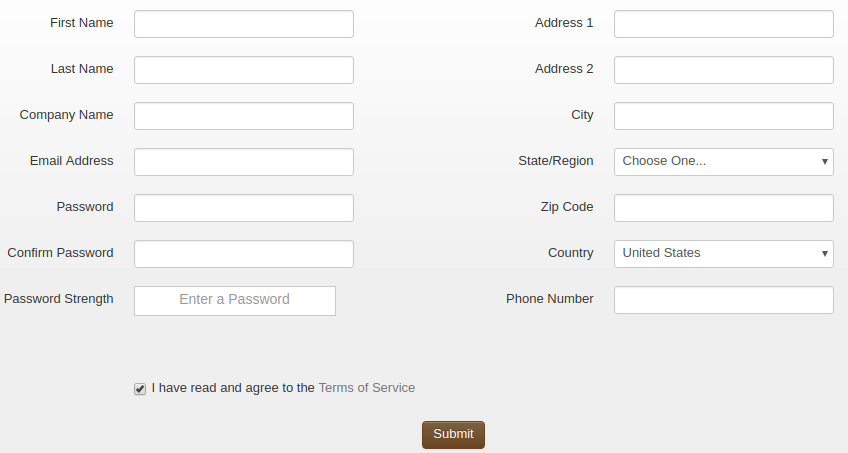 First Name
Last Name
Company Name
Email Address
Password
Confirm Password
Password Strength Enter a Password
Address 1
Address 2
City
State/Region Choose One...
Zip Code
Country United States
Phone Number
I have read and agree to the Terms of Service
Submit